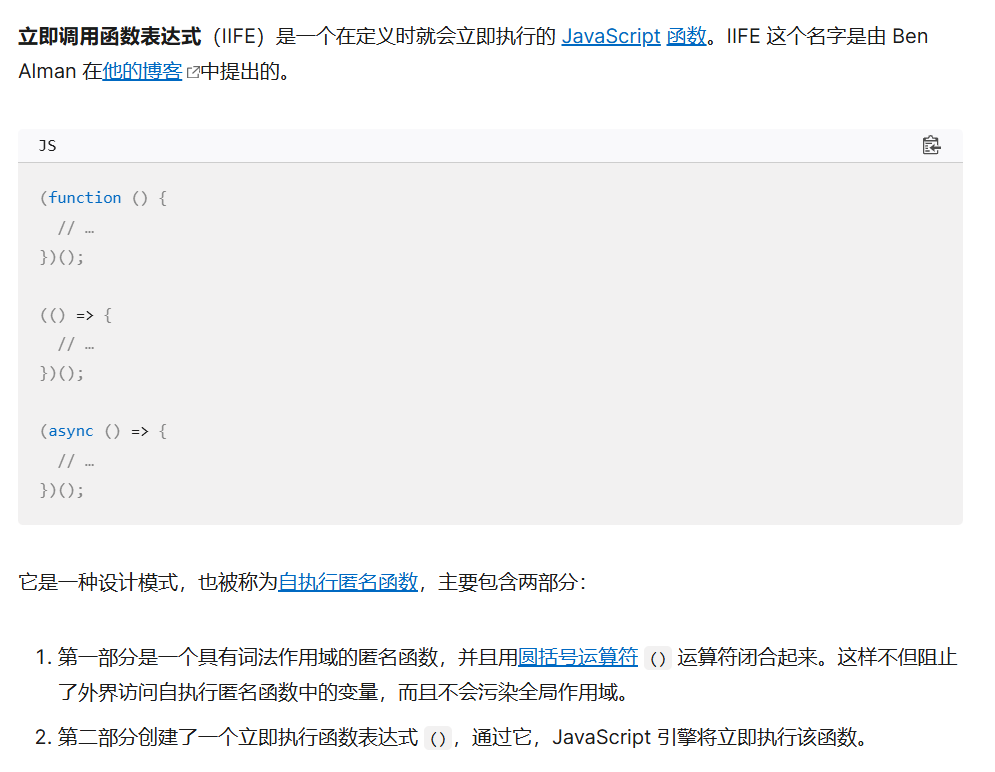 立即调用函数表达式（IIFE）是一个在定义时就会立即执行的 JavaScript 函数。IIFE 这个名字是由 Ben
Alman 在他的博客中提出的。
JS
(function () {
  // …
})();
(() => {
  // …
})();
(async () => {
  // …
})();
它是一种设计模式，也被称为自执行匿名函数，主要包含两部分：
1. 第一部分是一个具有词法作用域的匿名函数，并且用圆括号运算符 () 运算符闭合起来。这样不但阻止
了外界访问自执行匿名函数中的变量，而且不会污染全局作用域。
2. 第二部分创建了一个立即执行函数表达式 ()，通过它，JavaScript 引擎将立即执行该函数。